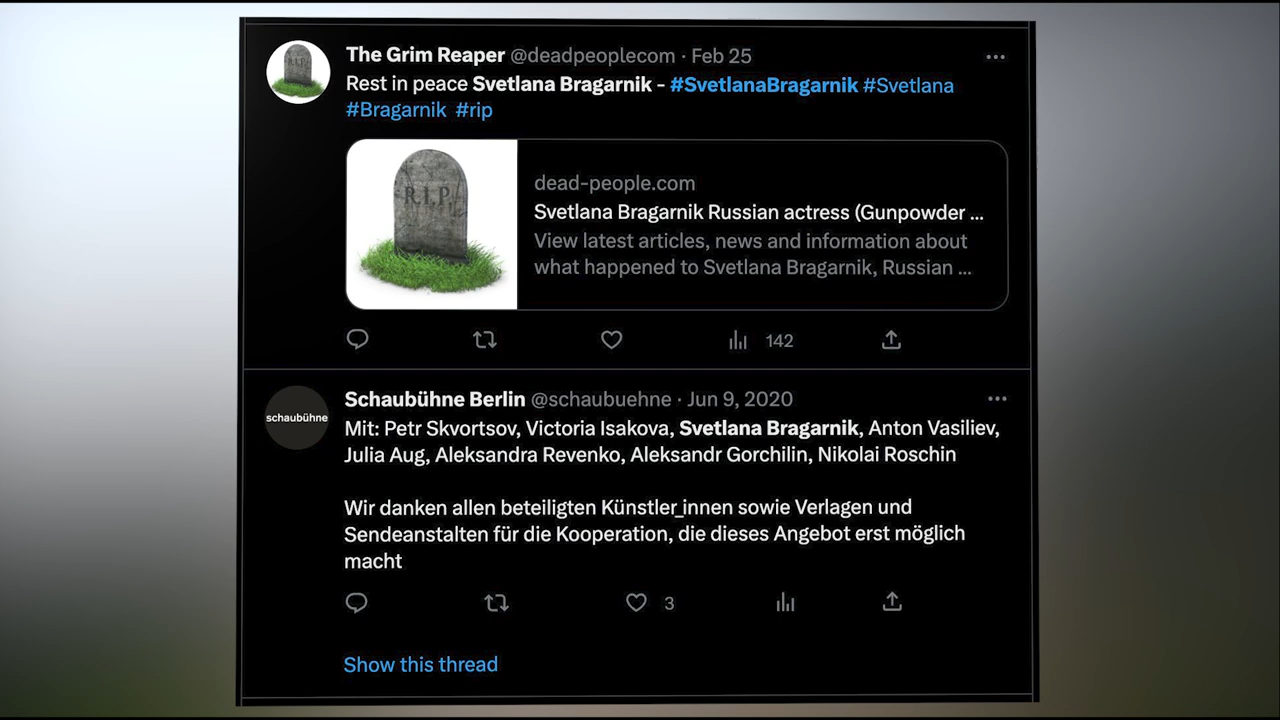 The Grim Reaper @deadpeoplecom · Feb 25
Rest in peace Svetlana Bragarnik - #SvetlanaBragarnik #Svetlana
#Bragarnik #rip
R.I.P.
dead-people.com
Svetlana Bragarnik Russian actress (Gunpowder ...
View latest articles, news and information about
what happened to Svetlana Bragarnik, Russian ...
142
schaubühne
Schaubühne Berlin @schaubuehne · Jun 9, 2020
Mit: Petr Skvortsov, Victoria Isakova, Svetlana Bragarnik, Anton Vasiliev,
Julia Aug, Aleksandra Revenko, Aleksandr Gorchilin, Nikolai Roschin
Wir danken allen beteiligten Künstler_innen sowie Verlagen und
Sendeanstalten für die Kooperation, die dieses Angebot erst möglich
macht
3
Show this thread